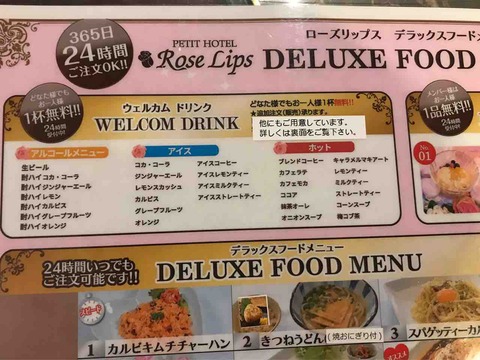 365日
24時間
ご注文OK!!
PETIT HOTEL
Rose Lips
ローズリップス デラックスフードメ
DELUXE FOOD
どなた様でも
お一人様
1杯無料!!
24時間
受付中!!
ウェルカム ドリンク
WELCOM DRINK
どなた様でもお一人様1杯無料!!
他にもご用意しています。
詳しくは裏面をご覧下さい。
メンバー様は
お一人様
1品無料!!
24時間
受付中!!
No.
01
アルコールメニュー
生ビール
酎ハイコカ・コーラ
酎ハイジンジャーエール
酎ハイレモン
酎ハイカルピス
酎ハイグレープフルーツ
酎ハイオレンジ
アイス
コカ・コーラ アイスコーヒー
ジンジャーエール アイスレモンティー
レモンスカッシュ アイスミルクティー
カルピス アイスストレートティー
グレープフルーツ
オレンジ
ホット
ブレンドコーヒー キャラメルマキアート
カフェラテ レモンティー
カフェモカ ミルクティー
ココア ストレートティー
抹茶オーレ コーンスープ
オニオンスープ 梅コブ茶
24時間いつでも
ご注文可能です!!
デラックスフードメニュー
DELUXE FOOD MENU
スピード
1 カルビキムチチャーハン
2 きつねうどん(焼おにぎり付)
3 スパゲッティーカル
オススメ